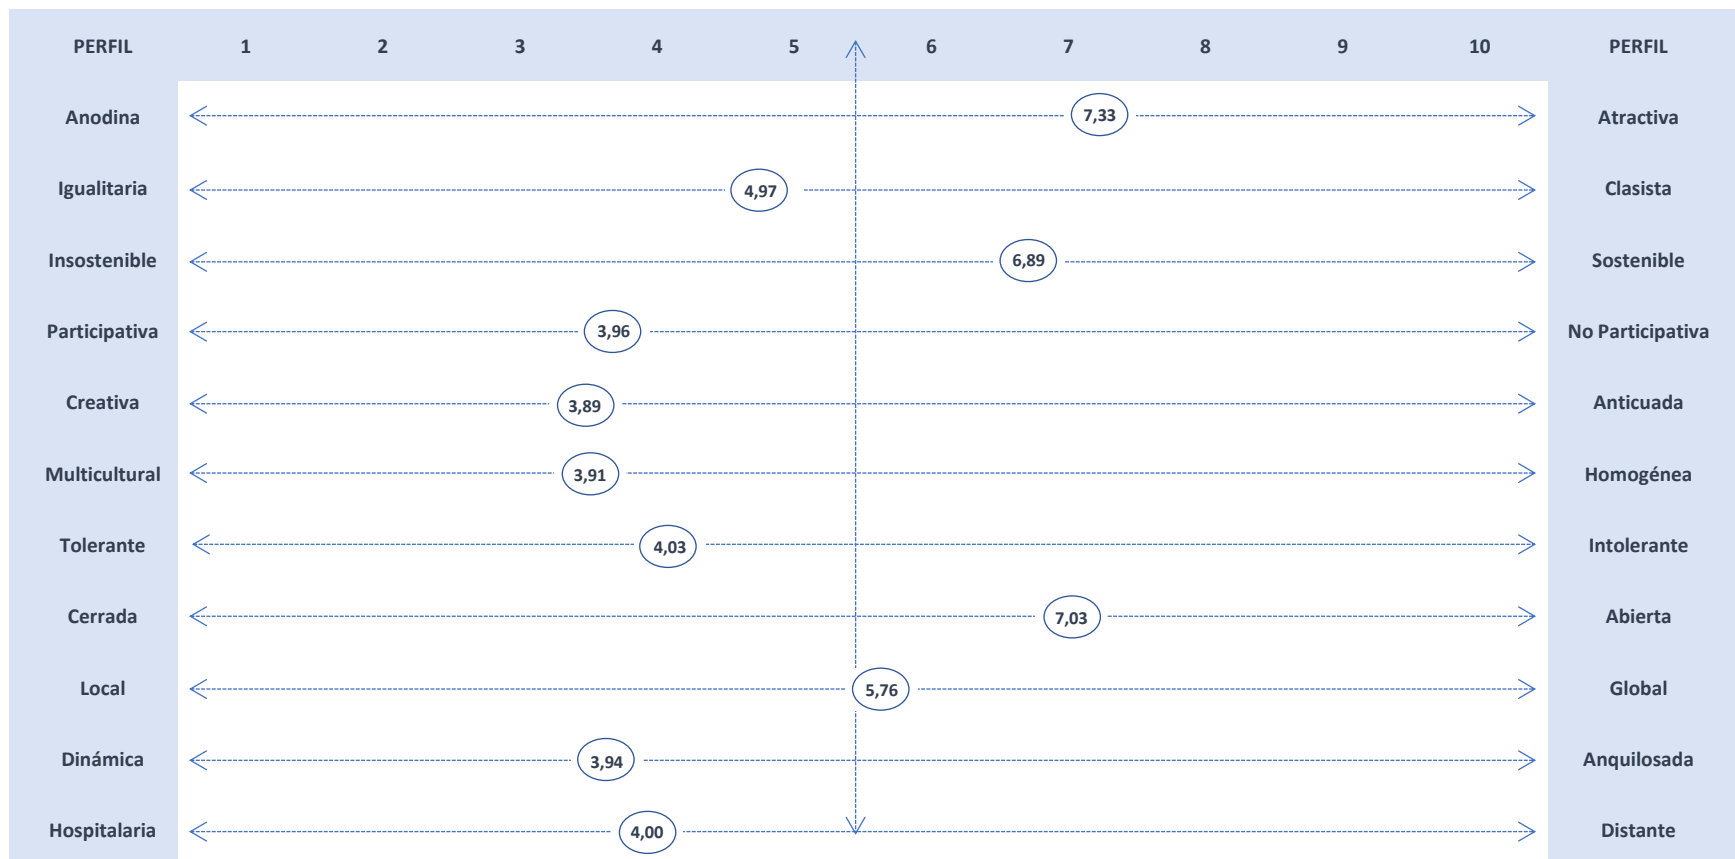 PERFIL 1 2 3 4 5 6 7 8 9 10 PERFIL
Anodina 7,33 Atractiva
Igualitaria 4,97 Clasista
Insostenible 6,89 Sostenible
Participativa 3,96 No Participativa
Creativa 3,89 Anticuada
Multicultural 3,91 Homogénea
Tolerante 4,03 Intolerante
Cerrada 7,03 Abierta
Local 5,76 Global
Dinámica 3,94 Anquilosada
Hospitalaria 4,00 Distante